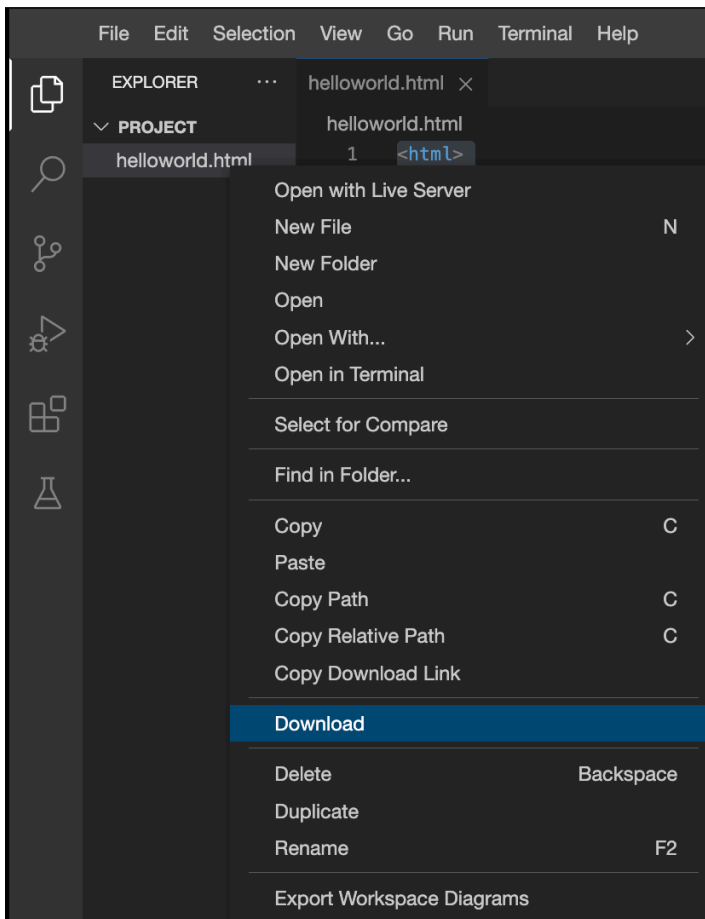 File Edit Selection View Go Run Terminal Help
EXPLORER ··· helloworld.html
PROJECT helloworld.html
helloworld.html 1 <html>
Open with Live Server
New File N
New Folder
Open
Open With...
Open in Terminal
Select for Compare
Find in Folder...
Copy C
Paste
Copy Path C
Copy Relative Path C
Copy Download Link
Download
Delete Backspace
Duplicate
Rename F2
Export Workspace Diagrams